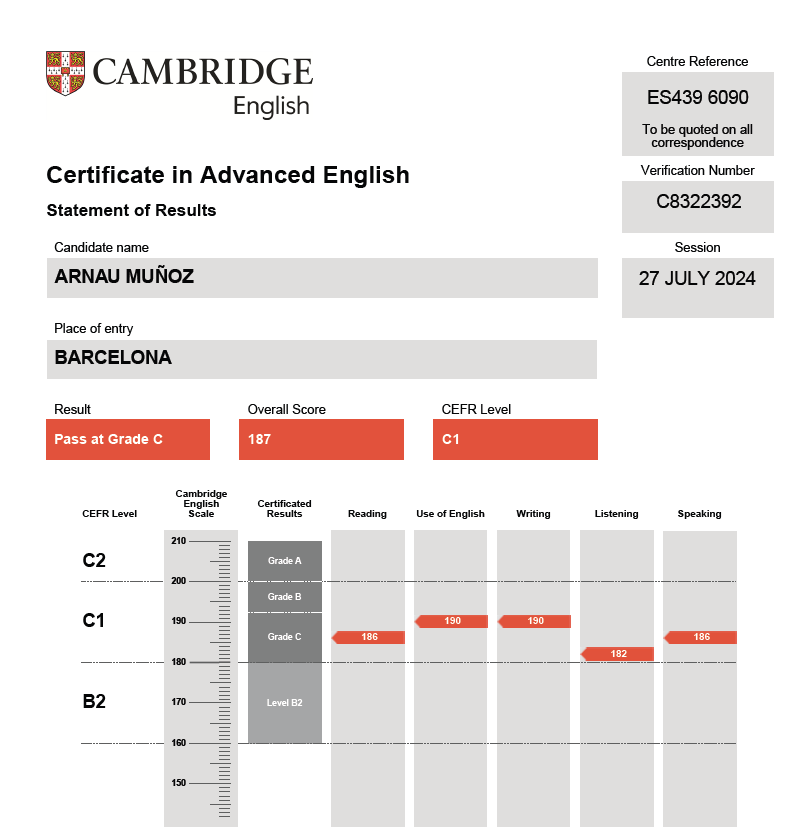 CAMBRIDGE
English
Centre Reference
ES439 6090
To be quoted on all
correspondence
Certificate in Advanced English
Verification Number
C8322392
Statement of Results
Candidate name
Session
ARNAU MUÑOZ
27 JULY 2024
Place of entry
BARCELONA
Result
Overall Score
CEFR Level
Pass at Grade C
187
C1
CEFR Level
Cambridge
English
Scale
Certificated
Results
Reading
Use of English
Writing
Listening
Speaking
210
C2
Grade A
200
Grade B
C1
190
190
190
Grade C
186
186
182
180
B2
170
Level B2
160
150